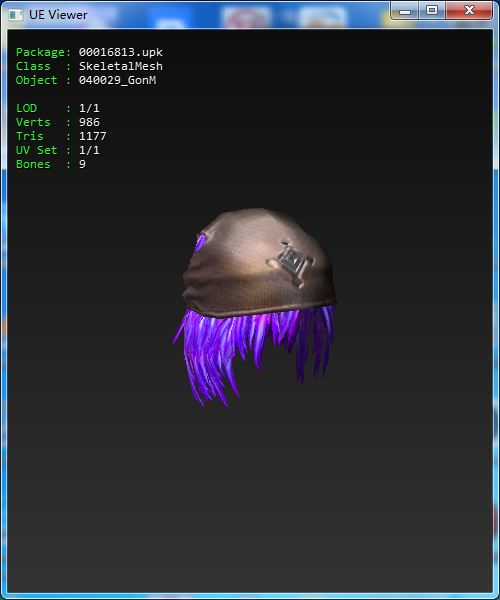 UE Viewer
Package: 00016813.upk
Class : SkeletalMesh
Object : 040029_GonM
LOD : 1/1
Verts : 986
Tris : 1177
UV Set : 1/1
Bones : 9